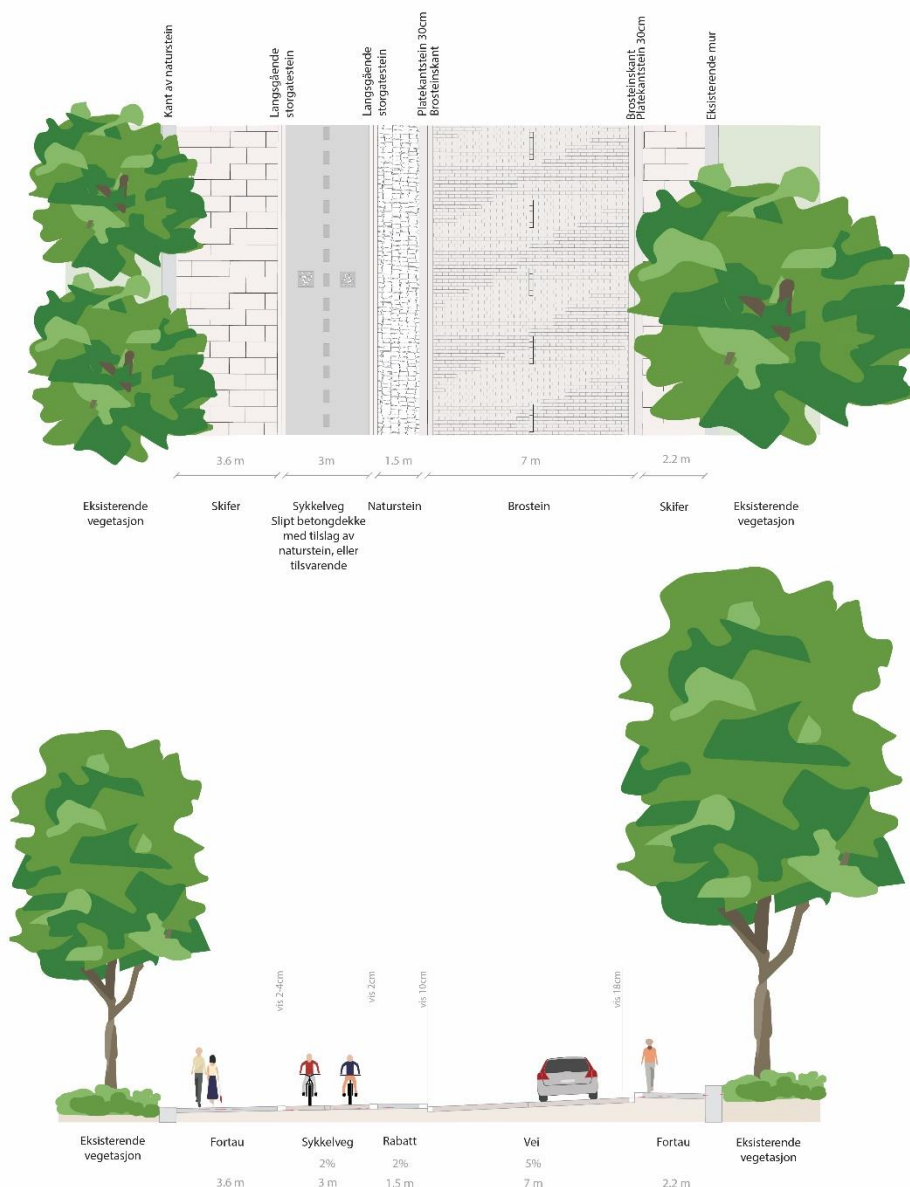 Kant av naturstein
Langsgående
storgatestein
Langsgående
storgatestein
Platekantstein 30cm
Brosteinskant
Brosteinskant
Platekantstein 30cm
Eksisterende mur
3.6 m
3m
1.5 m
7 m
2.2 m
Eksisterende
vegetasjon
Skifer
Sykkelveg
Slipt betongdekke
med tilslag av
naturstein, eller
tilsvarende
Naturstein
Brostein
Skifer
Eksisterende
vegetasjon
vis 2-4cm
vis 2cm
vis 10cm
vis 18cm
Eksisterende
vegetasjon
Fortau
Sykkelveg
Rabatt
Vei
Fortau
Eksisterende
vegetasjon
2%
2%
5%
3.6 m
3 m
1.5 m
7 m
2.2 m